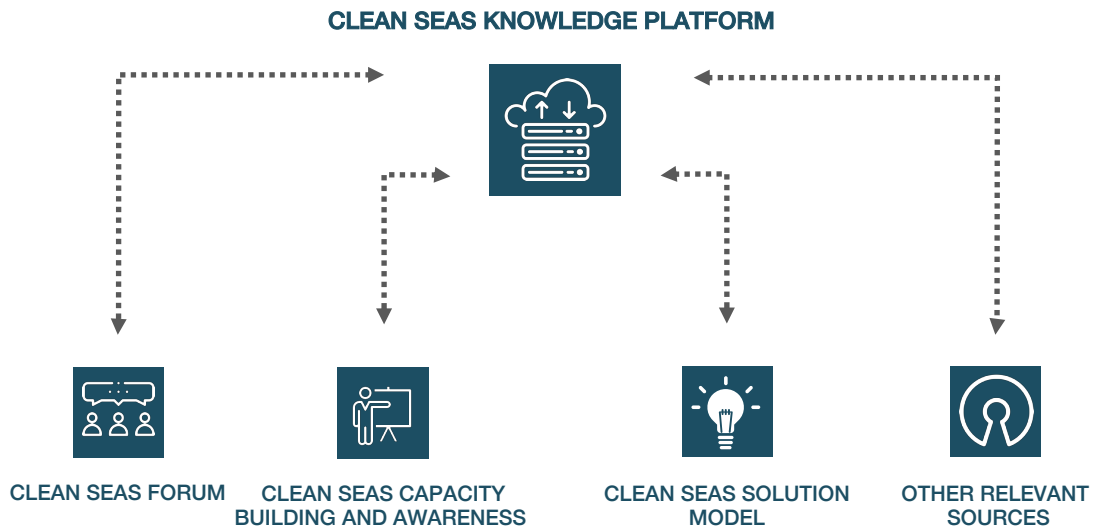 CLEAN SEAS KNOWLEDGE PLATFORM
CLEAN SEAS FORUM
CLEAN SEAS CAPACITY
BUILDING AND AWARENESS
CLEAN SEAS SOLUTION
MODEL
OTHER RELEVANT
SOURCES